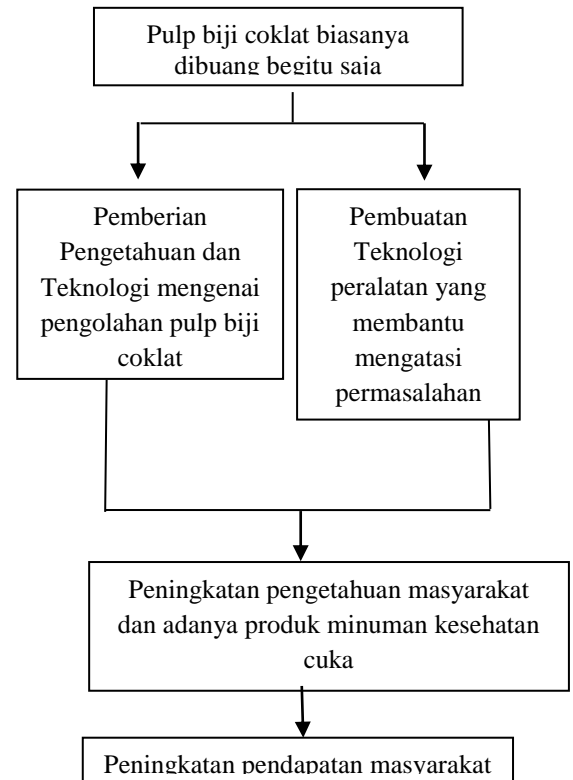 Pulp biji coklat biasanya
dibuang begitu saja
Pemberian
Pengetahuan dan
Teknologi mengenai
pengolahan pulp biji
coklat
Pembuatan
Teknologi
peralatan yang
membantu
mengatasi
permasalahan
Peningkatan pengetahuan masyarakat
dan adanya produk minuman kesehatan
cuka
Peningkatan pendapatan masyarakat